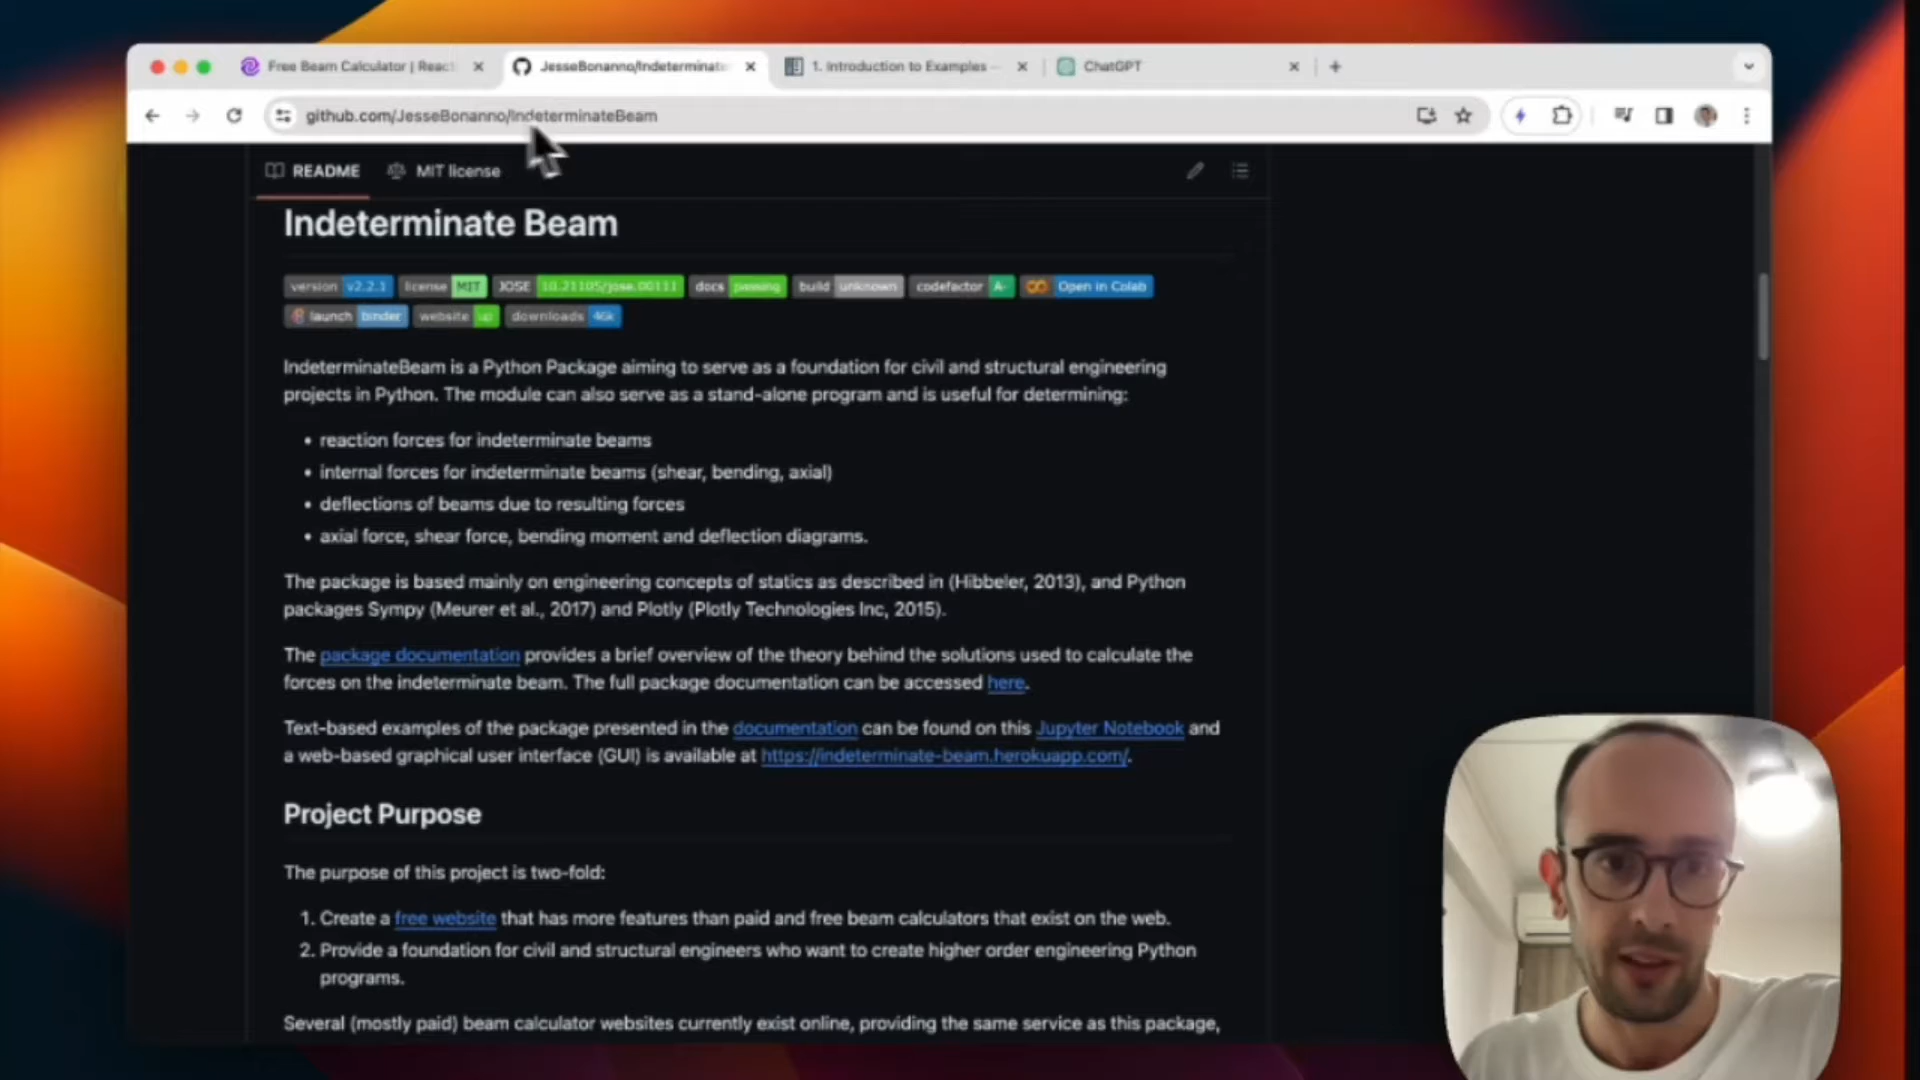 Free Beam Calculator | React
JesseBonanno/Indeterminate
1. Introduction to Examples —
ChatGPT
github.com/JesseBonanno/IndeterminateBeam
README
MIT license
Indeterminate Beam
version v2.2.1 license MIT JOSE 10.21105/jose.00111 docs passing build unknown codefactor A- Open in Colab
launch binder website up downloads 46k
IndeterminateBeam is a Python Package aiming to serve as a foundation for civil and structural engineering
projects in Python. The module can also serve as a stand-alone program and is useful for determining:
• reaction forces for indeterminate beams
• internal forces for indeterminate beams (shear, bending, axial)
• deflections of beams due to resulting forces
• axial force, shear force, bending moment and deflection diagrams.
The package is based mainly on engineering concepts of statics as described in (Hibbeler, 2013), and Python
packages Sympy (Meurer et al., 2017) and Plotly (Plotly Technologies Inc, 2015).
The package documentation provides a brief overview of the theory behind the solutions used to calculate the
forces on the indeterminate beam. The full package documentation can be accessed here.
Text-based examples of the package presented in the documentation can be found on this Jupyter Notebook and
a web-based graphical user interface (GUI) is available at https://indeterminate-beam.herokuapp.com/.
Project Purpose
The purpose of this project is two-fold:
1. Create a free website that has more features than paid and free beam calculators that exist on the web.
2. Provide a foundation for civil and structural engineers who want to create higher order engineering Python
programs.
Several (mostly paid) beam calculator websites currently exist online, providing the same service as this package,